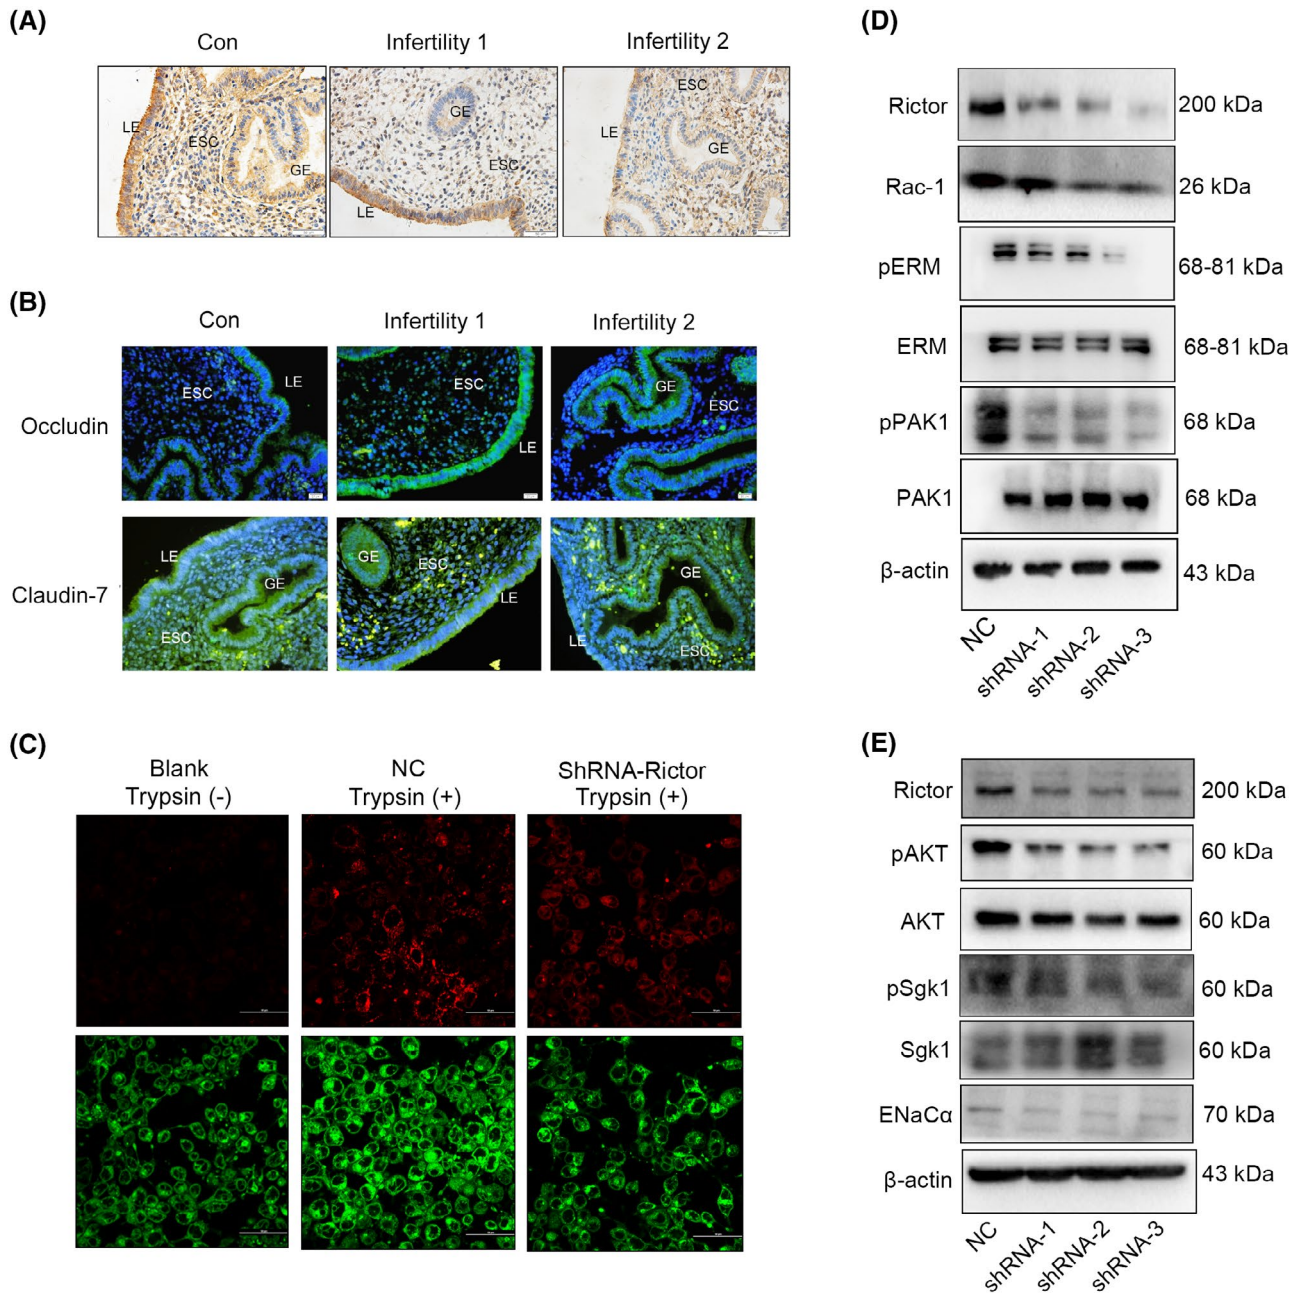 (A)
Con
Infertility 1
Infertility 2
LE
ESC
GE
GE
ESC
LE
ESC
LE
GE
(B)
Con
Infertility 1
Infertility 2
Occludin
ESC
LE
ESC
LE
GE
ESC
Claudin-7
LE
GE
ESC
GE
ESC
LE
GE
LE
ESC
(C)
Blank
Trypsin (-)
NC
Trypsin (+)
ShRNA-Rictor
Trypsin (+)
(D)
Rictor 200 kDa
Rac-1 26 kDa
pERM 68-81 kDa
ERM 68-81 kDa
pPAK1 68 kDa
PAK1 68 kDa
β-actin 43 kDa
NC
shRNA-1
shRNA-2
shRNA-3
(E)
Rictor 200 kDa
pAKT 60 kDa
AKT 60 kDa
pSgk1 60 kDa
Sgk1 60 kDa
ENaCα 70 kDa
β-actin 43 kDa
NC
shRNA-1
shRNA-2
shRNA-3